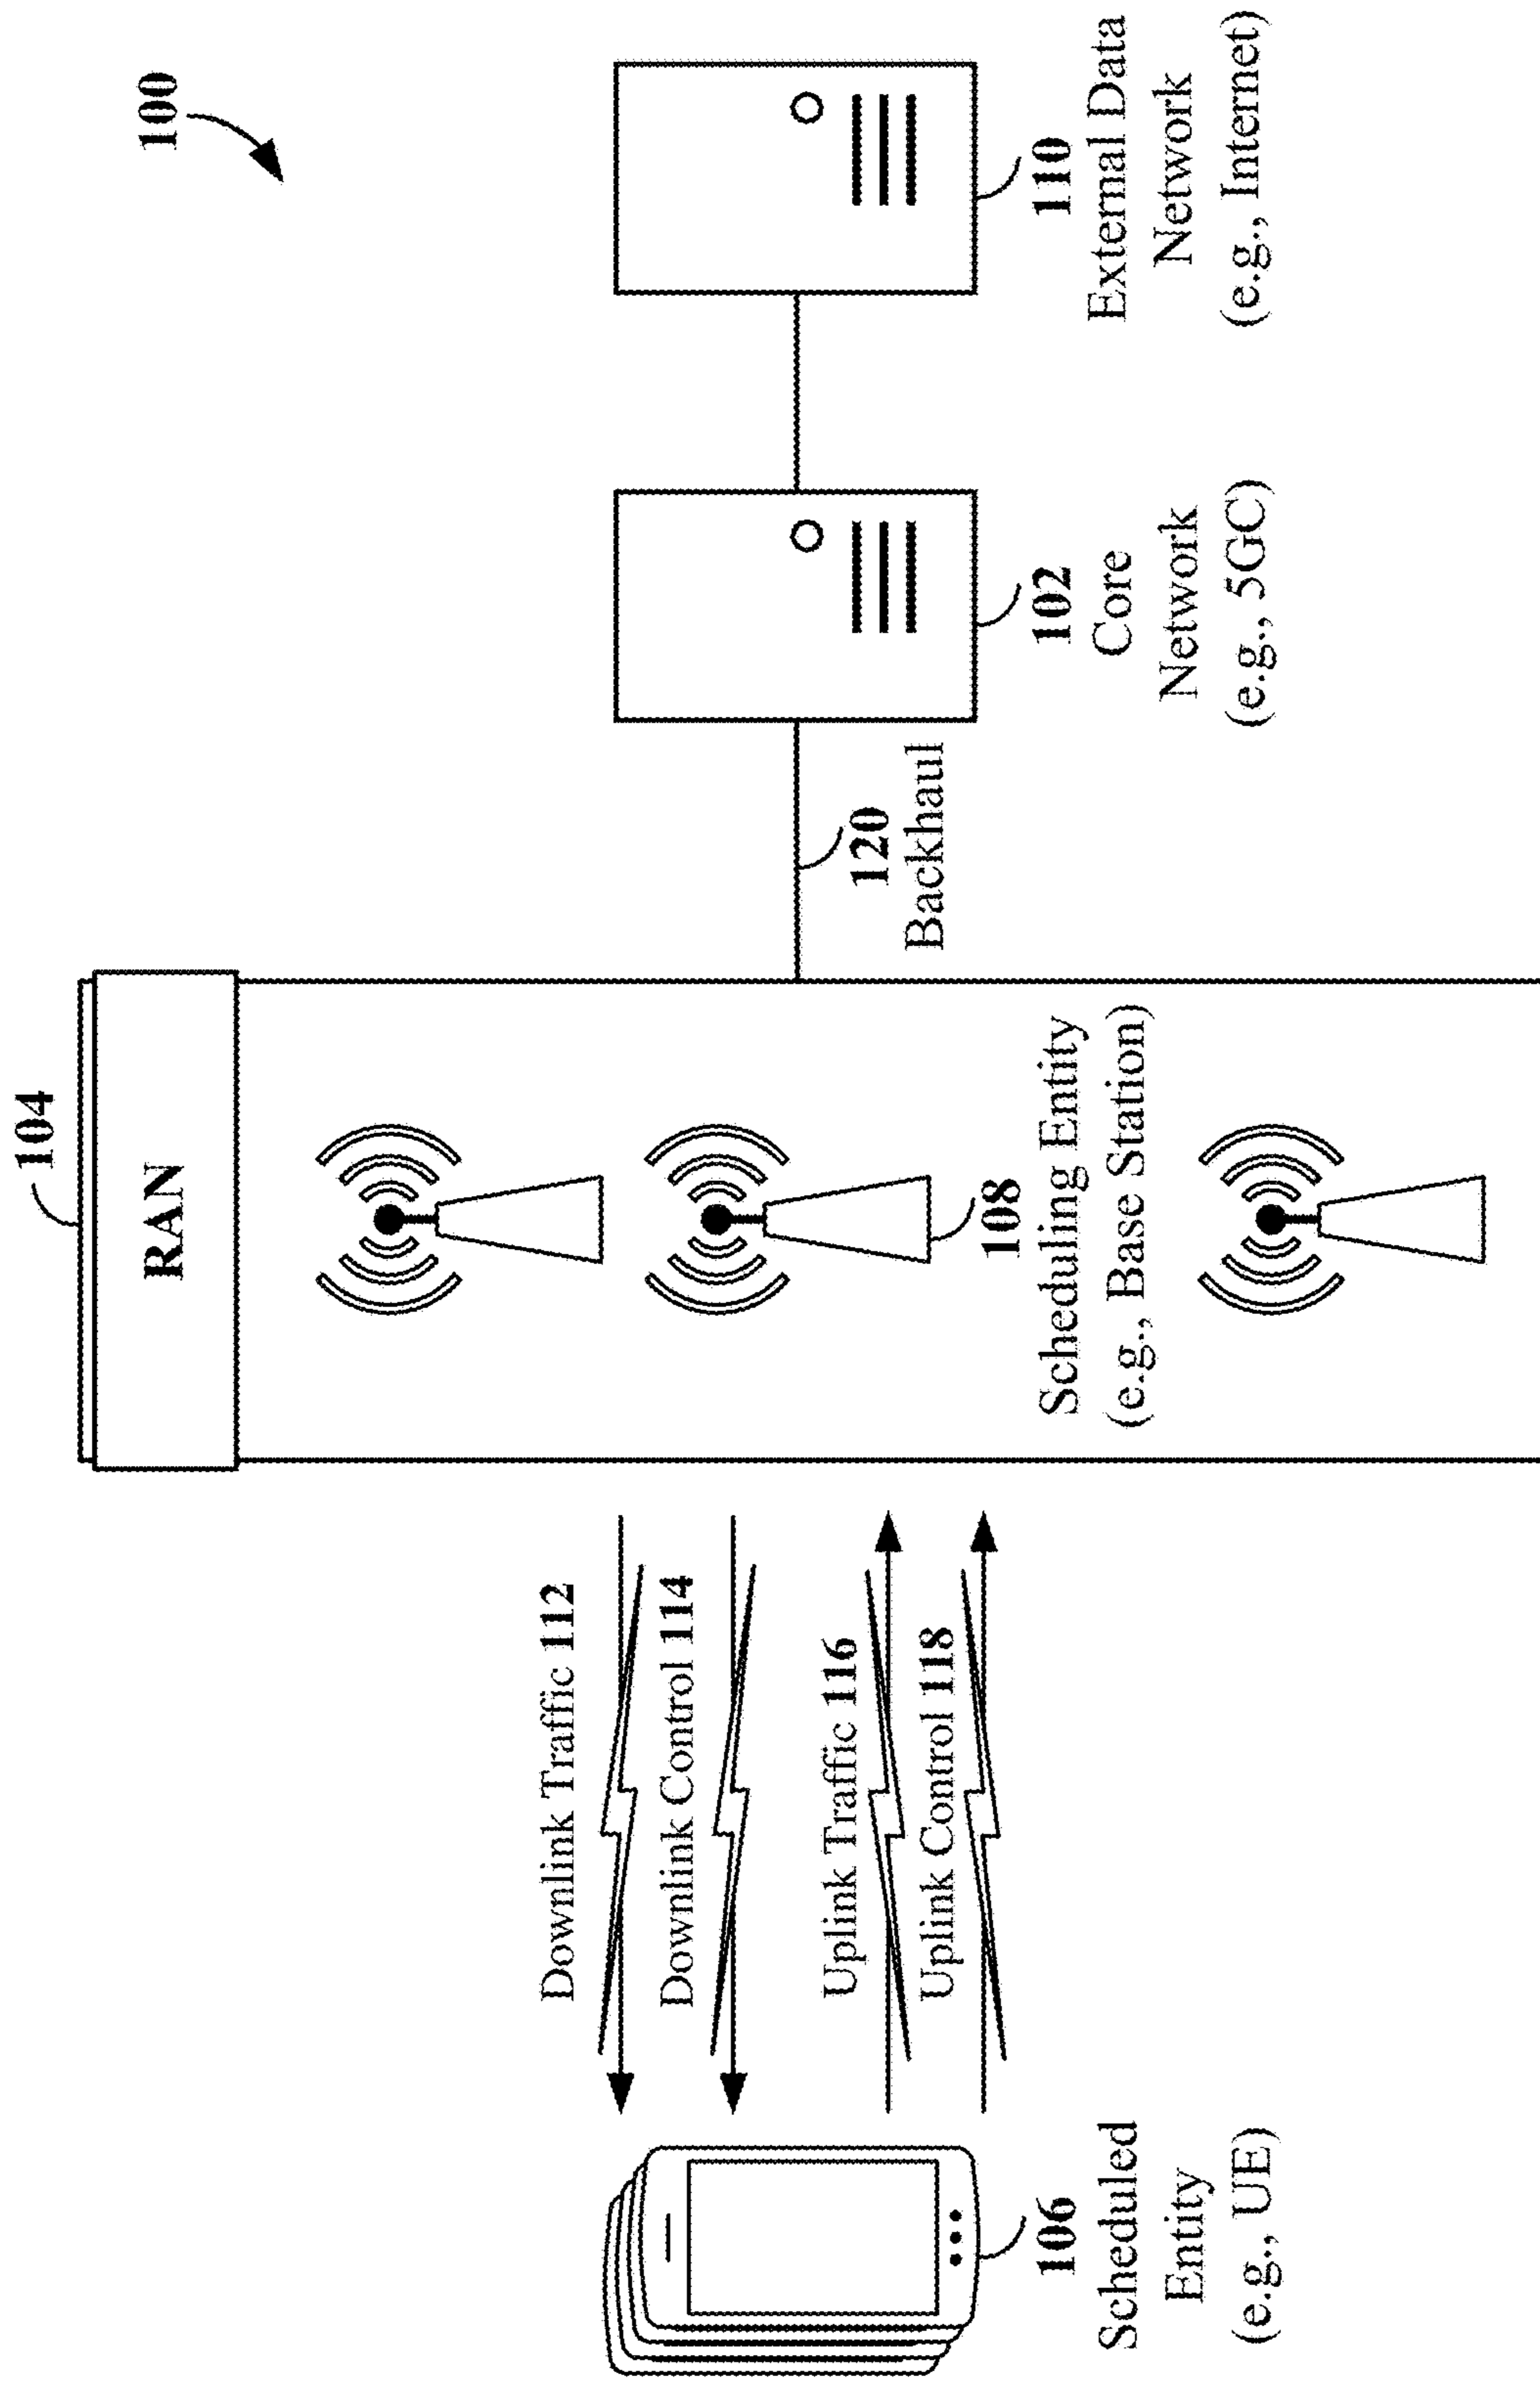 100
104
RAN
Downlink Traffic 112
Downlink Control 114
Uplink Traffic 116
Uplink Control 118
106
Scheduled
Entity
(e.g., UE)
108
Scheduling Entity
(e.g., Base Station)
120
Backhaul
102
Core
Network
(e.g., 5GC)
110
External Data
Network
(e.g., Internet)